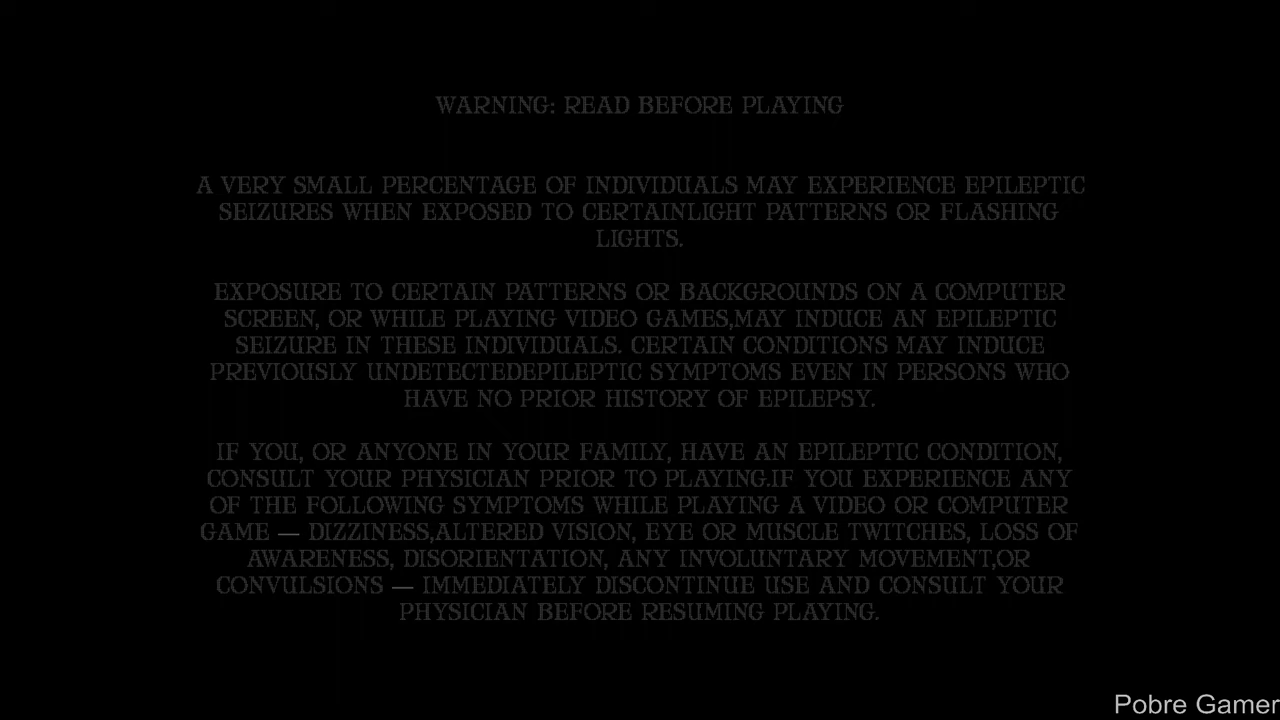 WARNING: READ BEFORE PLAYING
A VERY SMALL PERCENTAGE OF INDIVIDUALS MAY EXPERIENCE EPILEPTIC
SEIZURES WHEN EXPOSED TO CERTAINLIGHT PATTERNS OR FLASHING
LIGHTS.
EXPOSURE TO CERTAIN PATTERNS OR BACKGROUNDS ON A COMPUTER
SCREEN, OR WHILE PLAYING VIDEO GAMES,MAY INDUCE AN EPILEPTIC
SEIZURE IN THESE INDIVIDUALS. CERTAIN CONDITIONS MAY INDUCE
PREVIOUSLY UNDETECTEDEPILEPTIC SYMPTOMS EVEN IN PERSONS WHO
HAVE NO PRIOR HISTORY OF EPILEPSY.
IF YOU, OR ANYONE IN YOUR FAMILY, HAVE AN EPILEPTIC CONDITION,
CONSULT YOUR PHYSICIAN PRIOR TO PLAYING.IF YOU EXPERIENCE ANY
OF THE FOLLOWING SYMPTOMS WHILE PLAYING A VIDEO OR COMPUTER
GAME — DIZZINESS,ALTERED VISION, EYE OR MUSCLE TWITCHES, LOSS OF
AWARENESS, DISORIENTATION, ANY INVOLUNTARY MOVEMENT,OR
CONVULSIONS — IMMEDIATELY DISCONTINUE USE AND CONSULT YOUR
PHYSICIAN BEFORE RESUMING PLAYING.
Pobre Gamer